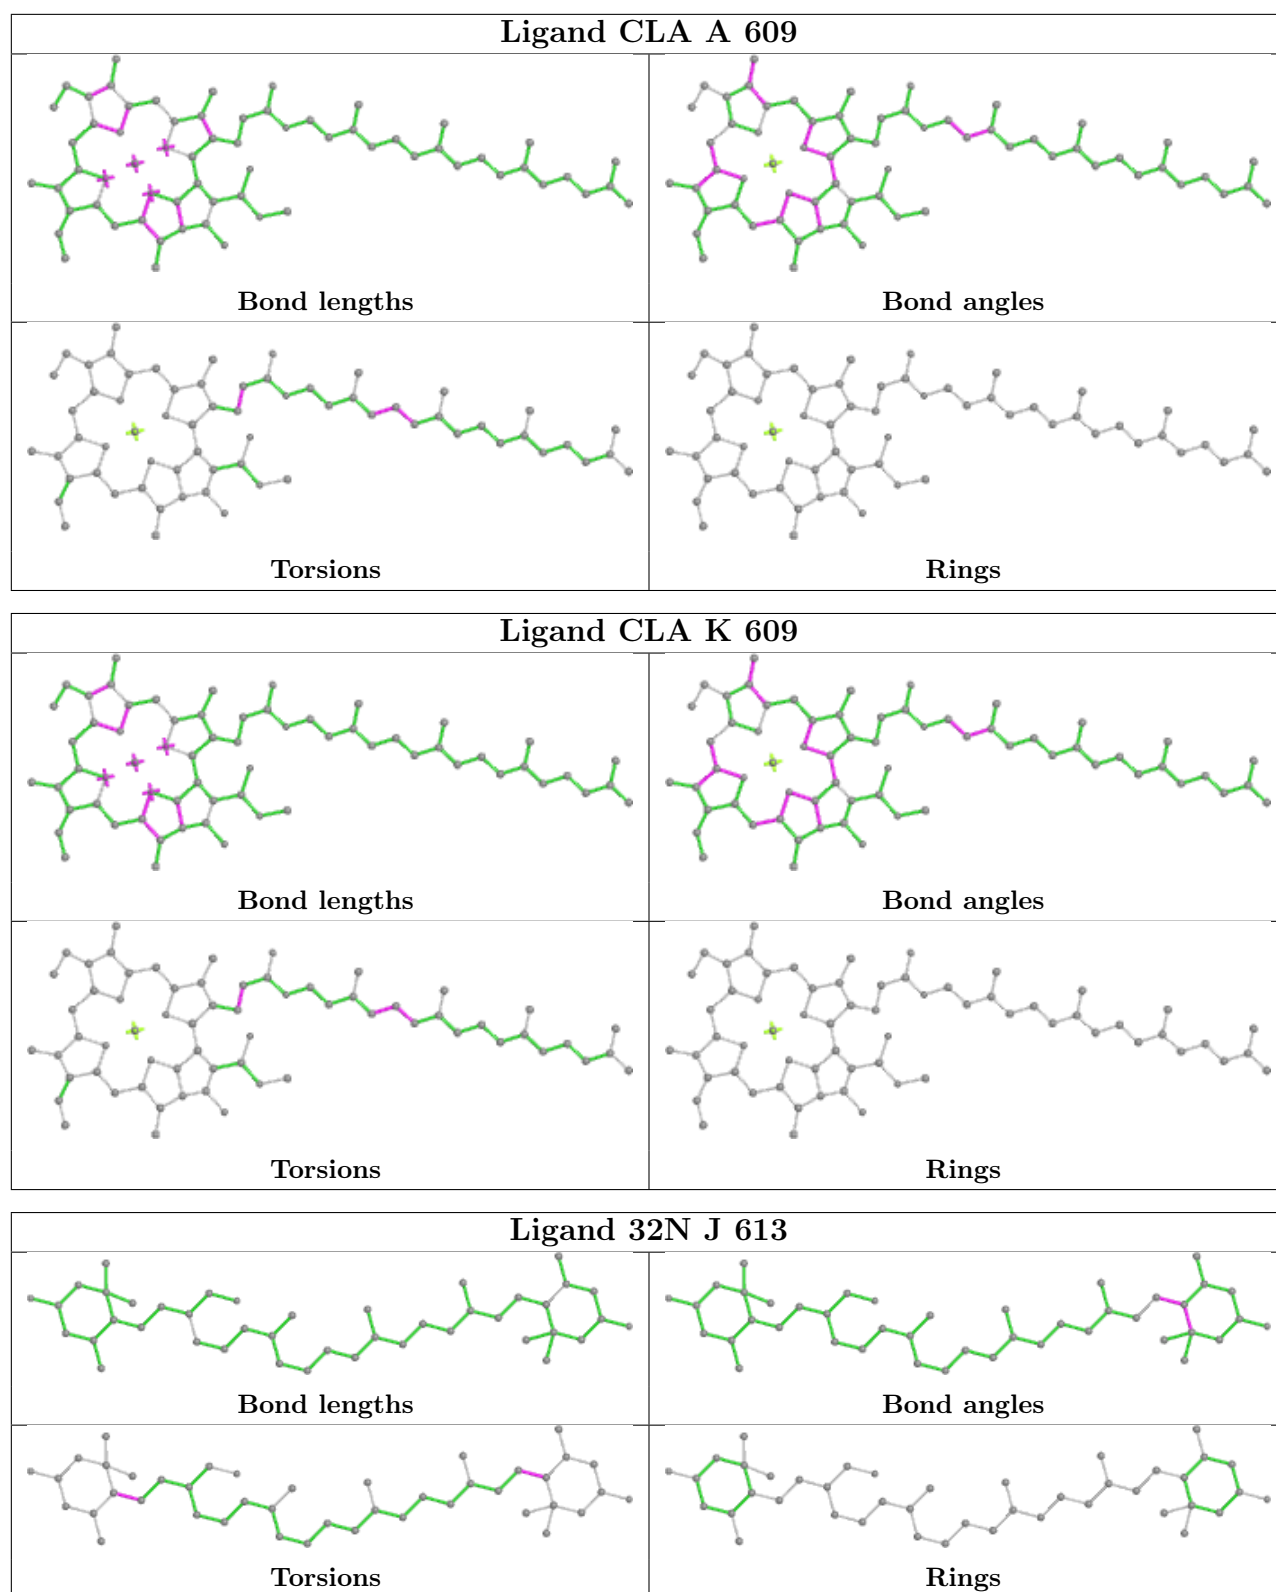 Ligand CLA A 609
Bond lengths
Bond angles
Torsions
Rings
Ligand CLA K 609
Bond lengths
Bond angles
Torsions
Rings
Ligand 32N J 613
Bond lengths
Bond angles
Torsions
Rings